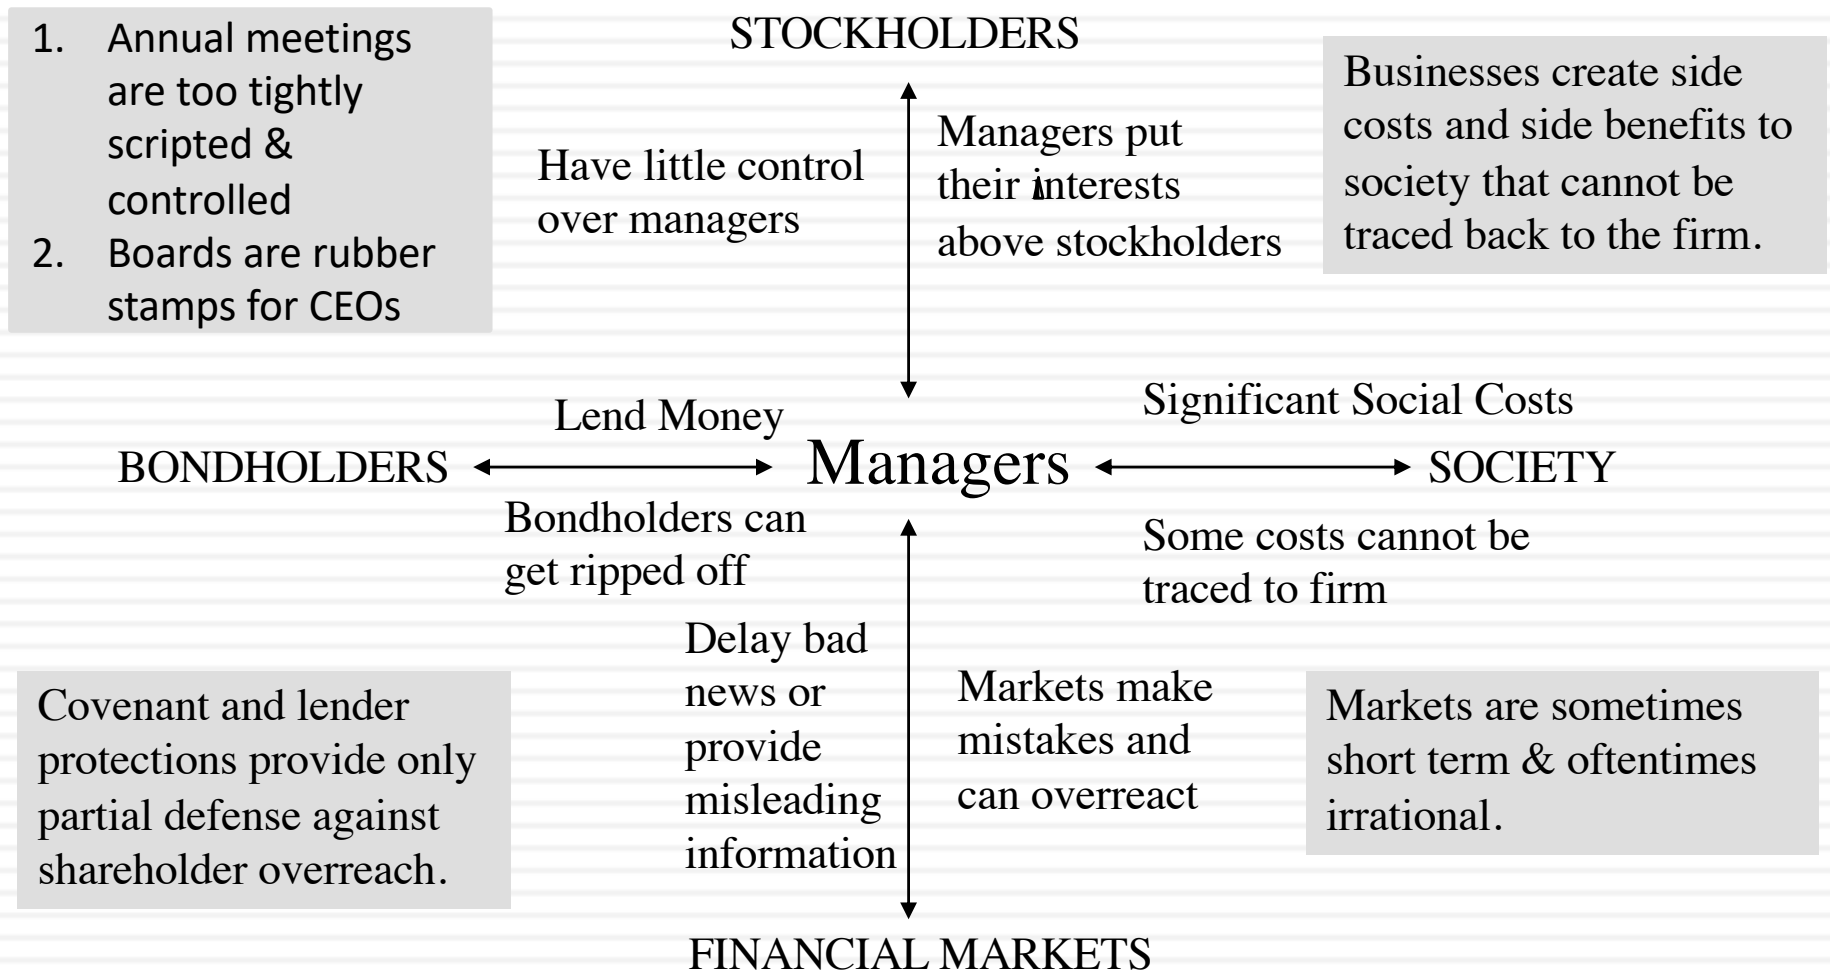 1. Annual meetings
are too tightly
scripted &
controlled
2. Boards are rubber
stamps for CEOs
STOCKHOLDERS
Have little control
over managers
Managers put
their interests
above stockholders
Businesses create side
costs and side benefits to
society that cannot be
traced back to the firm.
Lend Money
BONDHOLDERS
Bondholders can
get ripped off
Managers
Significant Social Costs
SOCIETY
Some costs cannot be
traced to firm
Covenant and lender
protections provide only
partial defense against
shareholder overreach.
Delay bad
news or
provide
misleading
information
Markets make
mistakes and
can overreact
Markets are sometimes
short term & oftentimes
irrational.
FINANCIAL MARKETS